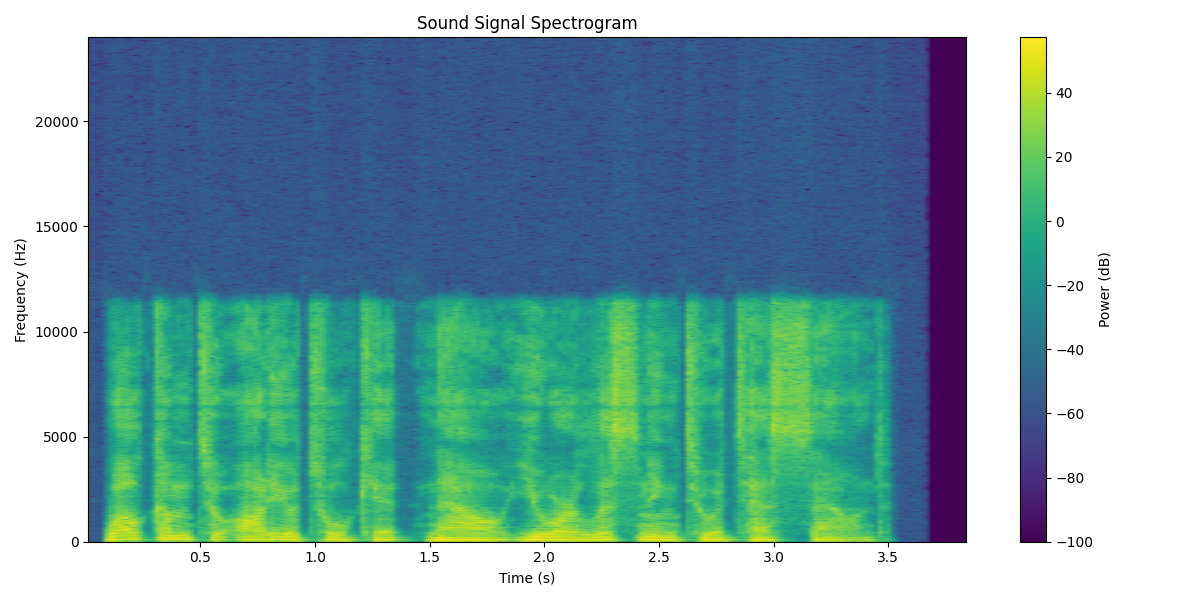 Sound Signal Spectrogram
Frequency (Hz)
20000
15000
10000
5000
0
0.5 1.0 1.5 2.0 2.5 3.0 3.5
Time (s)
40
20
0
−20
−40
−60
−80
−100
Power (dB)